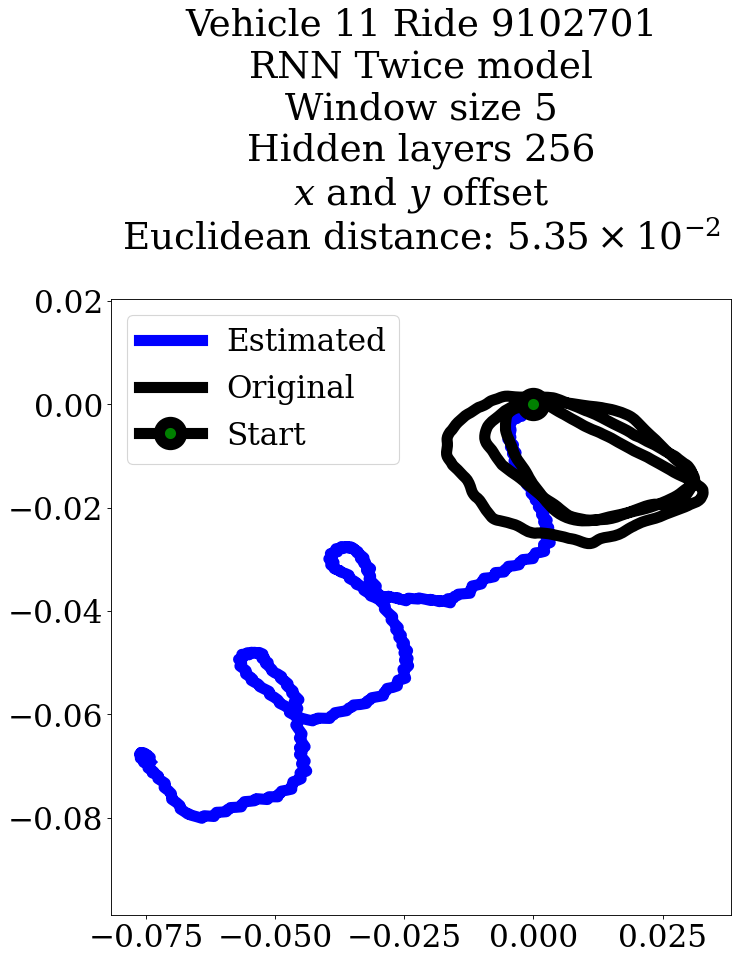 Vehicle 11 Ride 9102701
RNN Twice model
Window size 5
Hidden layers 256
x and y offset
Euclidean distance: 5.35 × 10⁻²
0.02
Estimated
Original
Start
0.00
−0.02
−0.04
−0.06
−0.08
−0.075 −0.050 −0.025 0.000 0.025